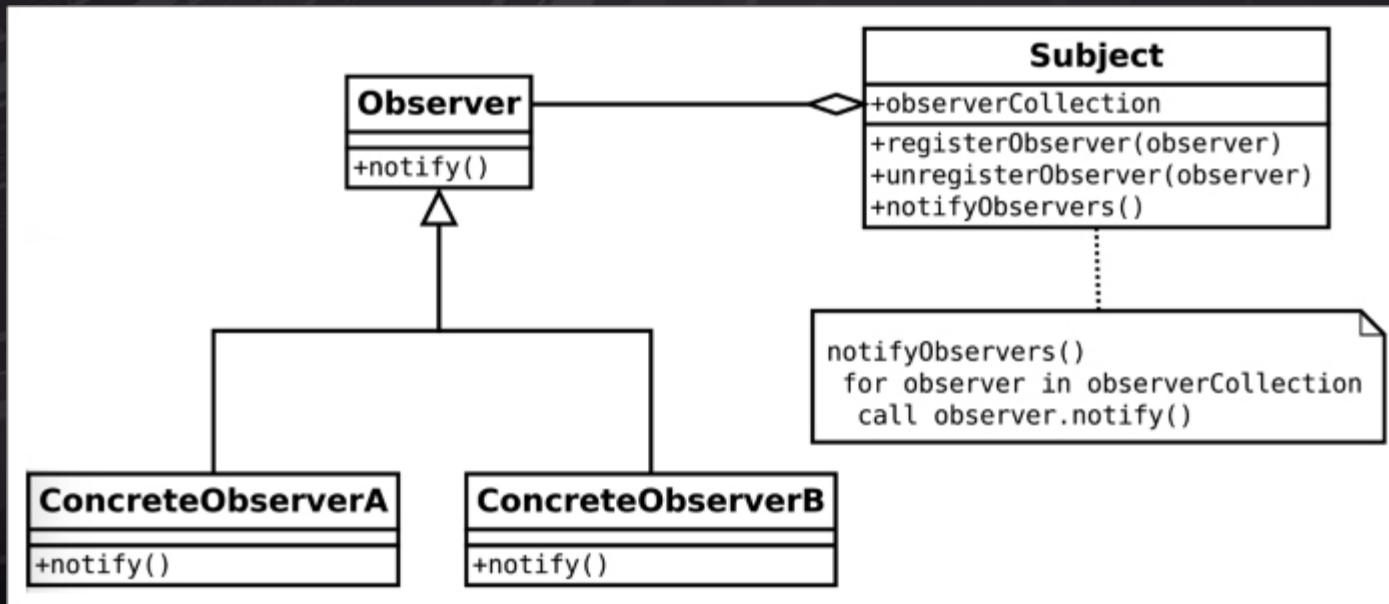 Observer
+notify()
Subject
+observerCollection
+registerObserver(observer)
+unregisterObserver(observer)
+notifyObservers()
notifyObservers()
for observer in observerCollection
call observer.notify()
ConcreteObserverA
+notify()
ConcreteObserverB
+notify()